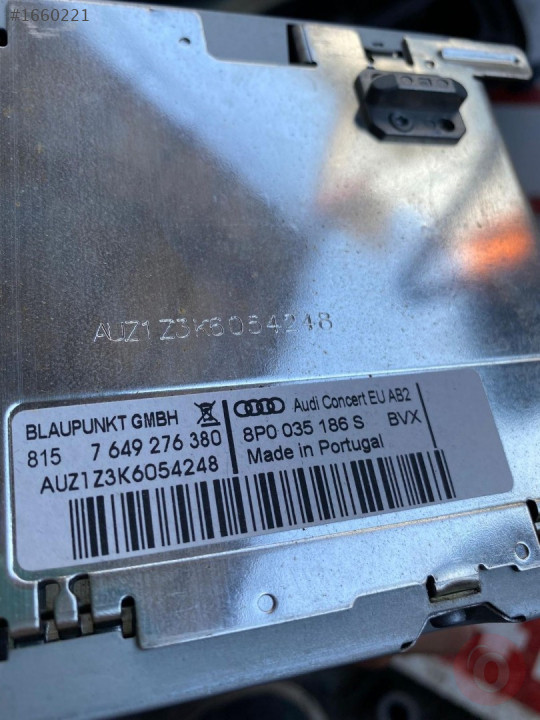 #1660221
AUZ1Z3K6054248
BLAUPUNKT GMBH
815 7 649 276 380
AUZ1Z3K6054248
Audi Concert EU AB2
8P0 035 186 S BVX
Made in Portugal